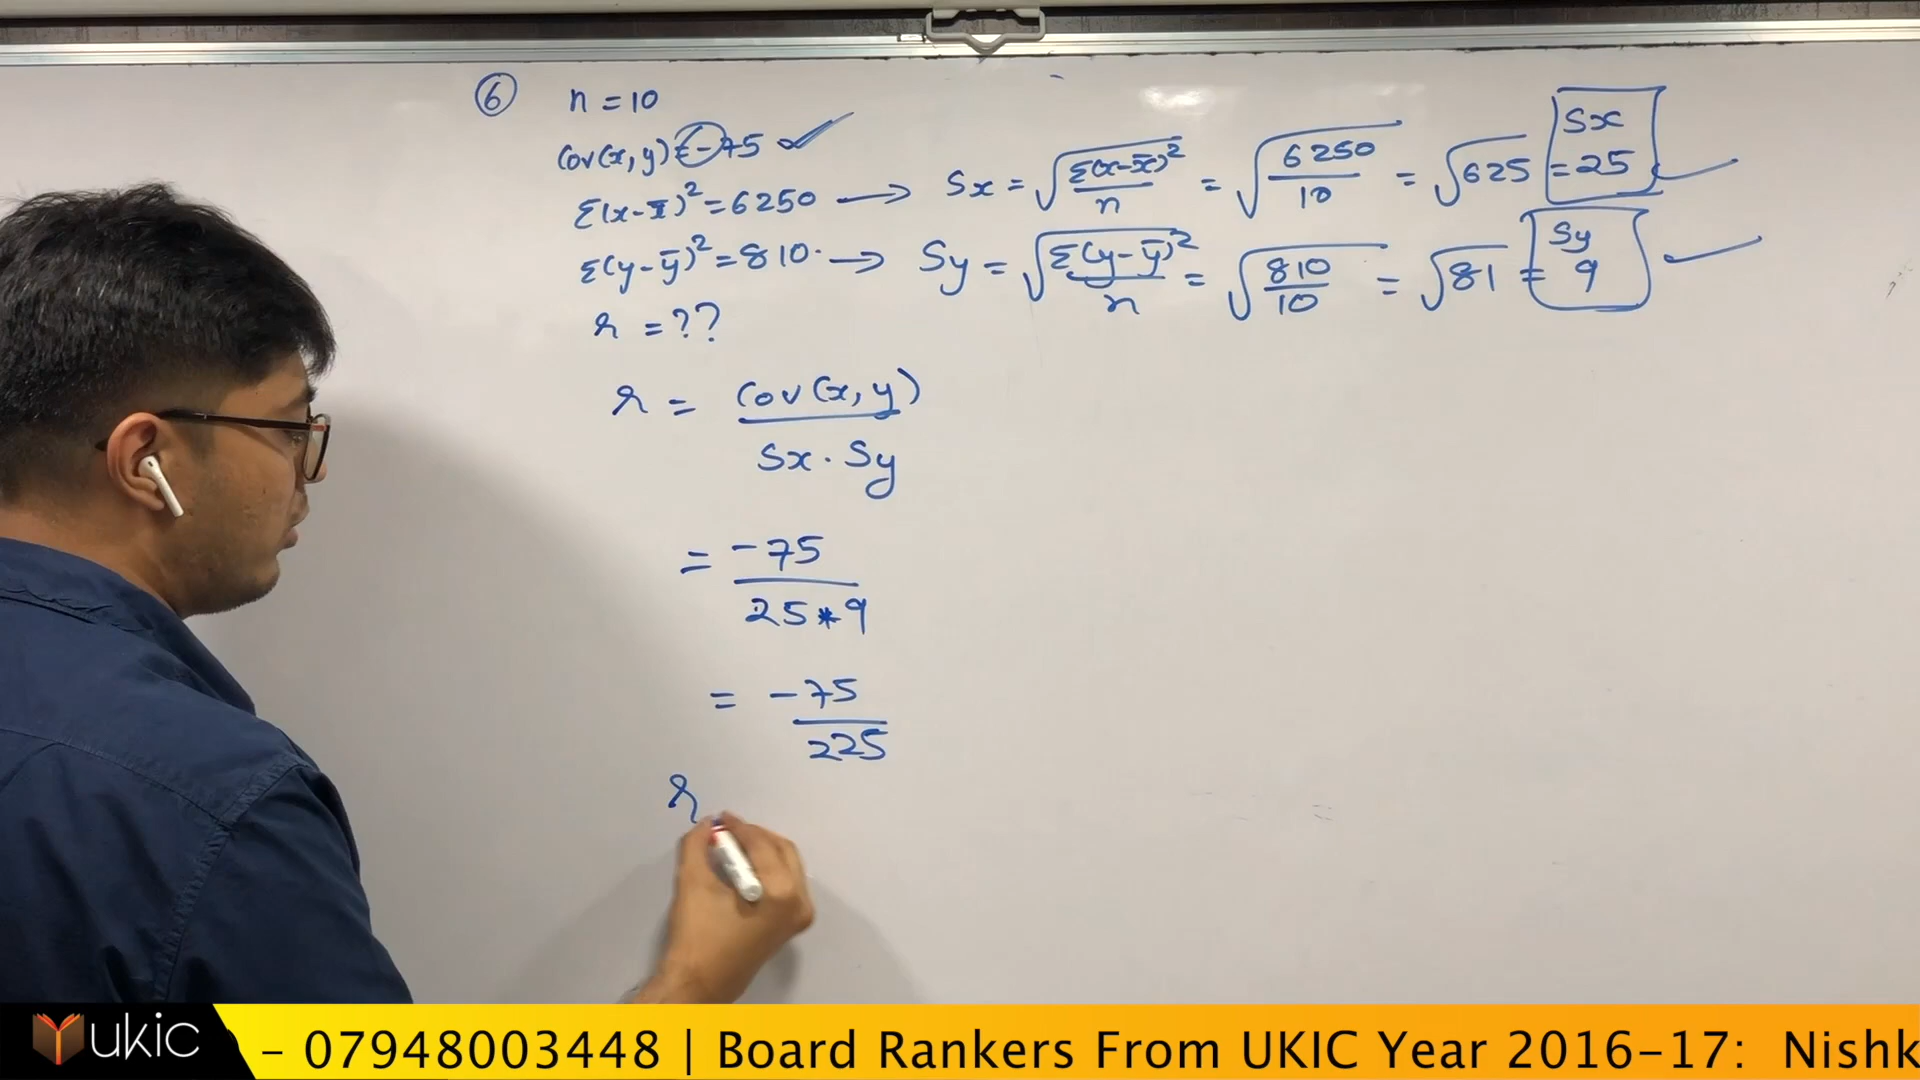 ⑥ n = 10
Cov(x, y) = -75
Σ(x-x̄)² = 6250 → Sx = √(Σ(x-x̄)²/n) = √(6250/10) = √625 = 25 Sx
Σ(y-ȳ)² = 810. → Sy = √(Σ(y-ȳ)²/n) = √(810/10) = √81 = 9 Sy
r = ??
r = Cov(x, y)
Sx . Sy
= -75
25 * 9
= -75
225
r
ukic – 07948003448 | Board Rankers From UKIC Year 2016-17: Nishk